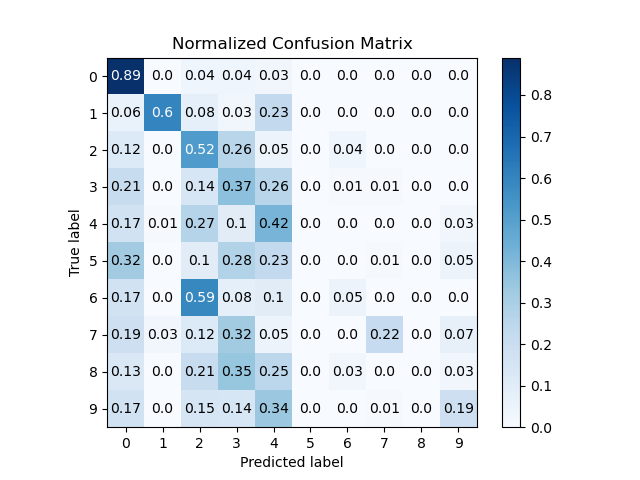 Normalized Confusion Matrix
0 0.89 0.0 0.04 0.04 0.03 0.0 0.0 0.0 0.0 0.0
1 0.06 0.6 0.08 0.03 0.23 0.0 0.0 0.0 0.0 0.0
2 0.12 0.0 0.52 0.26 0.05 0.0 0.04 0.0 0.0 0.0
3 0.21 0.0 0.14 0.37 0.26 0.0 0.01 0.01 0.0 0.0
4 0.17 0.01 0.27 0.1 0.42 0.0 0.0 0.0 0.0 0.03
5 0.32 0.0 0.1 0.28 0.23 0.0 0.0 0.01 0.0 0.05
6 0.17 0.0 0.59 0.08 0.1 0.0 0.05 0.0 0.0 0.0
7 0.19 0.03 0.12 0.32 0.05 0.0 0.0 0.22 0.0 0.07
8 0.13 0.0 0.21 0.35 0.25 0.0 0.03 0.0 0.0 0.03
9 0.17 0.0 0.15 0.14 0.34 0.0 0.0 0.01 0.0 0.19
0 1 2 3 4 5 6 7 8 9
Predicted label
True label
0.8
0.7
0.6
0.5
0.4
0.3
0.2
0.1
0.0